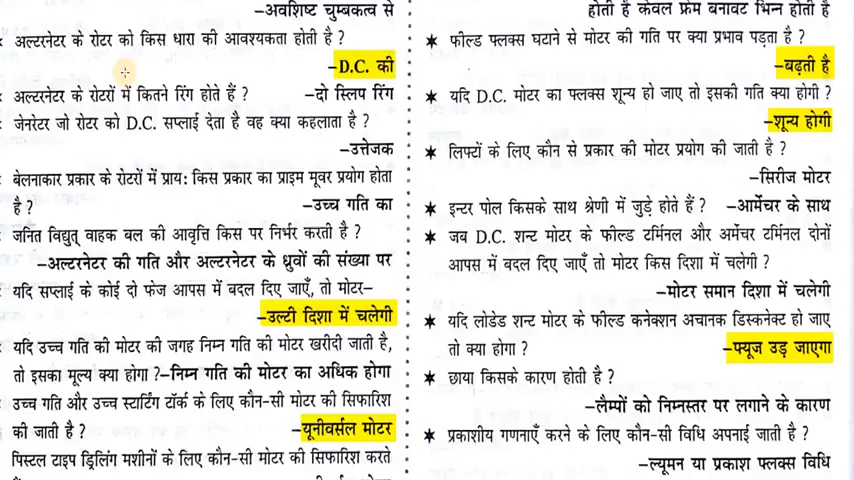 –अवशिष्ट चुम्बकत्व से
अल्टरनेटर के रोटर को किस धारा की आवश्यकता होती है ?
–D.C. की
अल्टरनेटर के रोटरों में कितने रिंग होते हैं ? –दो स्लिप रिंग
जेनरेटर जो रोटर को D.C. सप्लाई देता है वह क्या कहलाता है ?
–उत्तेजक
बेलनाकार प्रकार के रोटरों में प्राय: किस प्रकार का प्राइम मूवर प्रयोग होता
है ? –उच्च गति का
जनित विद्युत् वाहक बल की आवृत्ति किस पर निर्भर करती है ?
–अल्टरनेटर की गति और अल्टरनेटर के ध्रुवों की संख्या पर
यदि सप्लाई के कोई दो फेज आपस में बदल दिए जाएँ, तो मोटर–
–उल्टी दिशा में चलेगी
यदि उच्च गति की मोटर की जगह निम्न गति की मोटर खरीदी जाती है,
तो इसका मूल्य क्या होगा ?–निम्न गति की मोटर का अधिक होगा
उच्च गति और उच्च स्टार्टिंग टॉर्क के लिए कौन-सी मोटर की सिफारिश
की जाती है ? –यूनीवर्सल मोटर
पिस्टल टाइप ड्रिलिंग मशीनों के लिए कौन-सी मोटर की सिफारिश करते
होती है केवल फ्रेम बनावट भिन्न होती है
★ फील्ड फ्लक्स घटाने से मोटर की गति पर क्या प्रभाव पड़ता है ?
–बढ़ती है
★ यदि D.C. मोटर का फ्लक्स शून्य हो जाए तो इसकी गति क्या होगी ?
–शून्य होगी
★ लिफ्टों के लिए कौन से प्रकार की मोटर प्रयोग की जाती है ?
–सिरीज मोटर
★ इन्टर पोल किसके साथ श्रेणी में जुड़े होते हैं ? –आर्मेचर के साथ
★ जब D.C. शन्ट मोटर के फील्ड टर्मिनल और अर्मेचर टर्मिनल दोनों
आपस में बदल दिए जाएँ तो मोटर किस दिशा में चलेगी ?
–मोटर समान दिशा में चलेगी
★ यदि लोडेड शन्ट मोटर के फील्ड कनेक्शन अचानक डिस्कनेक्ट हो जाए
तो क्या होगा ? –फ्यूज उड़ जाएगा
★ छाया किसके कारण होती है ?
–लैम्पों को निम्नस्तर पर लगाने के कारण
★ प्रकाशीय गणनाएँ करने के लिए कौन-सी विधि अपनाई जाती है ?
–ल्यूमन या प्रकाश फ्लक्स विधि